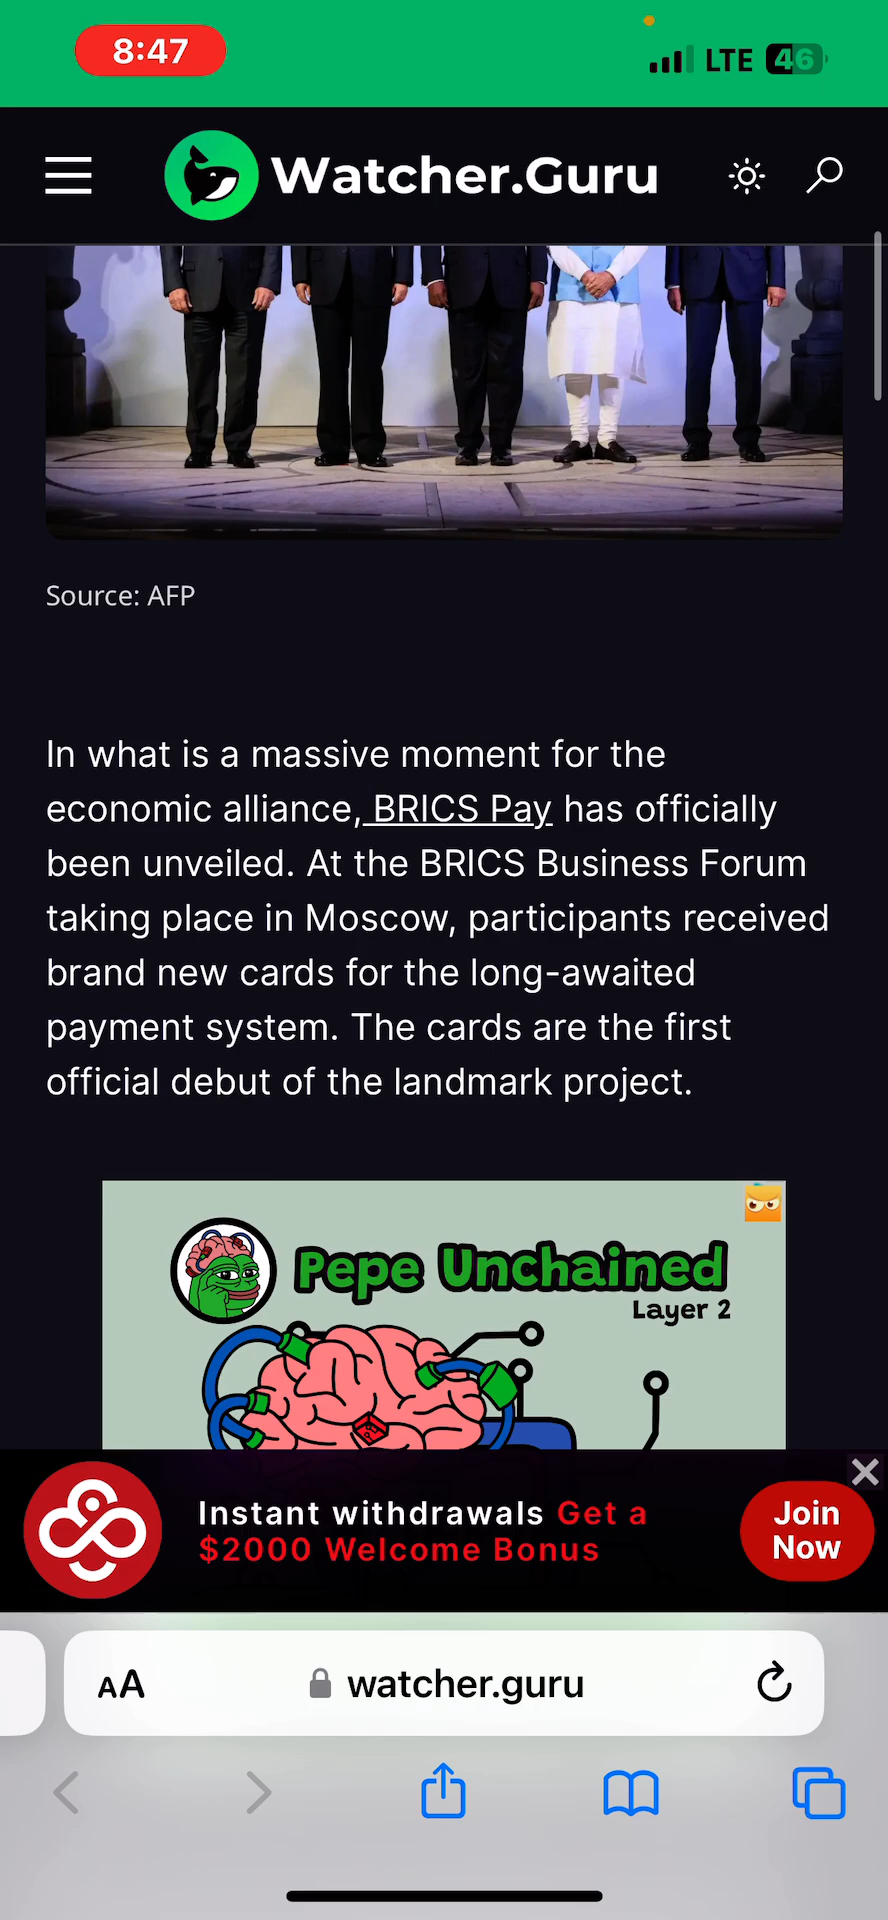 8:47
LTE 46
Watcher.Guru
Source: AFP
In what is a massive moment for the
economic alliance, BRICS Pay has officially
been unveiled. At the BRICS Business Forum
taking place in Moscow, participants received
brand new cards for the long-awaited
payment system. The cards are the first
official debut of the landmark project.
Pepe Unchained
Layer 2
Instant withdrawals Get a
$2000 Welcome Bonus
Join
Now
AA
watcher.guru